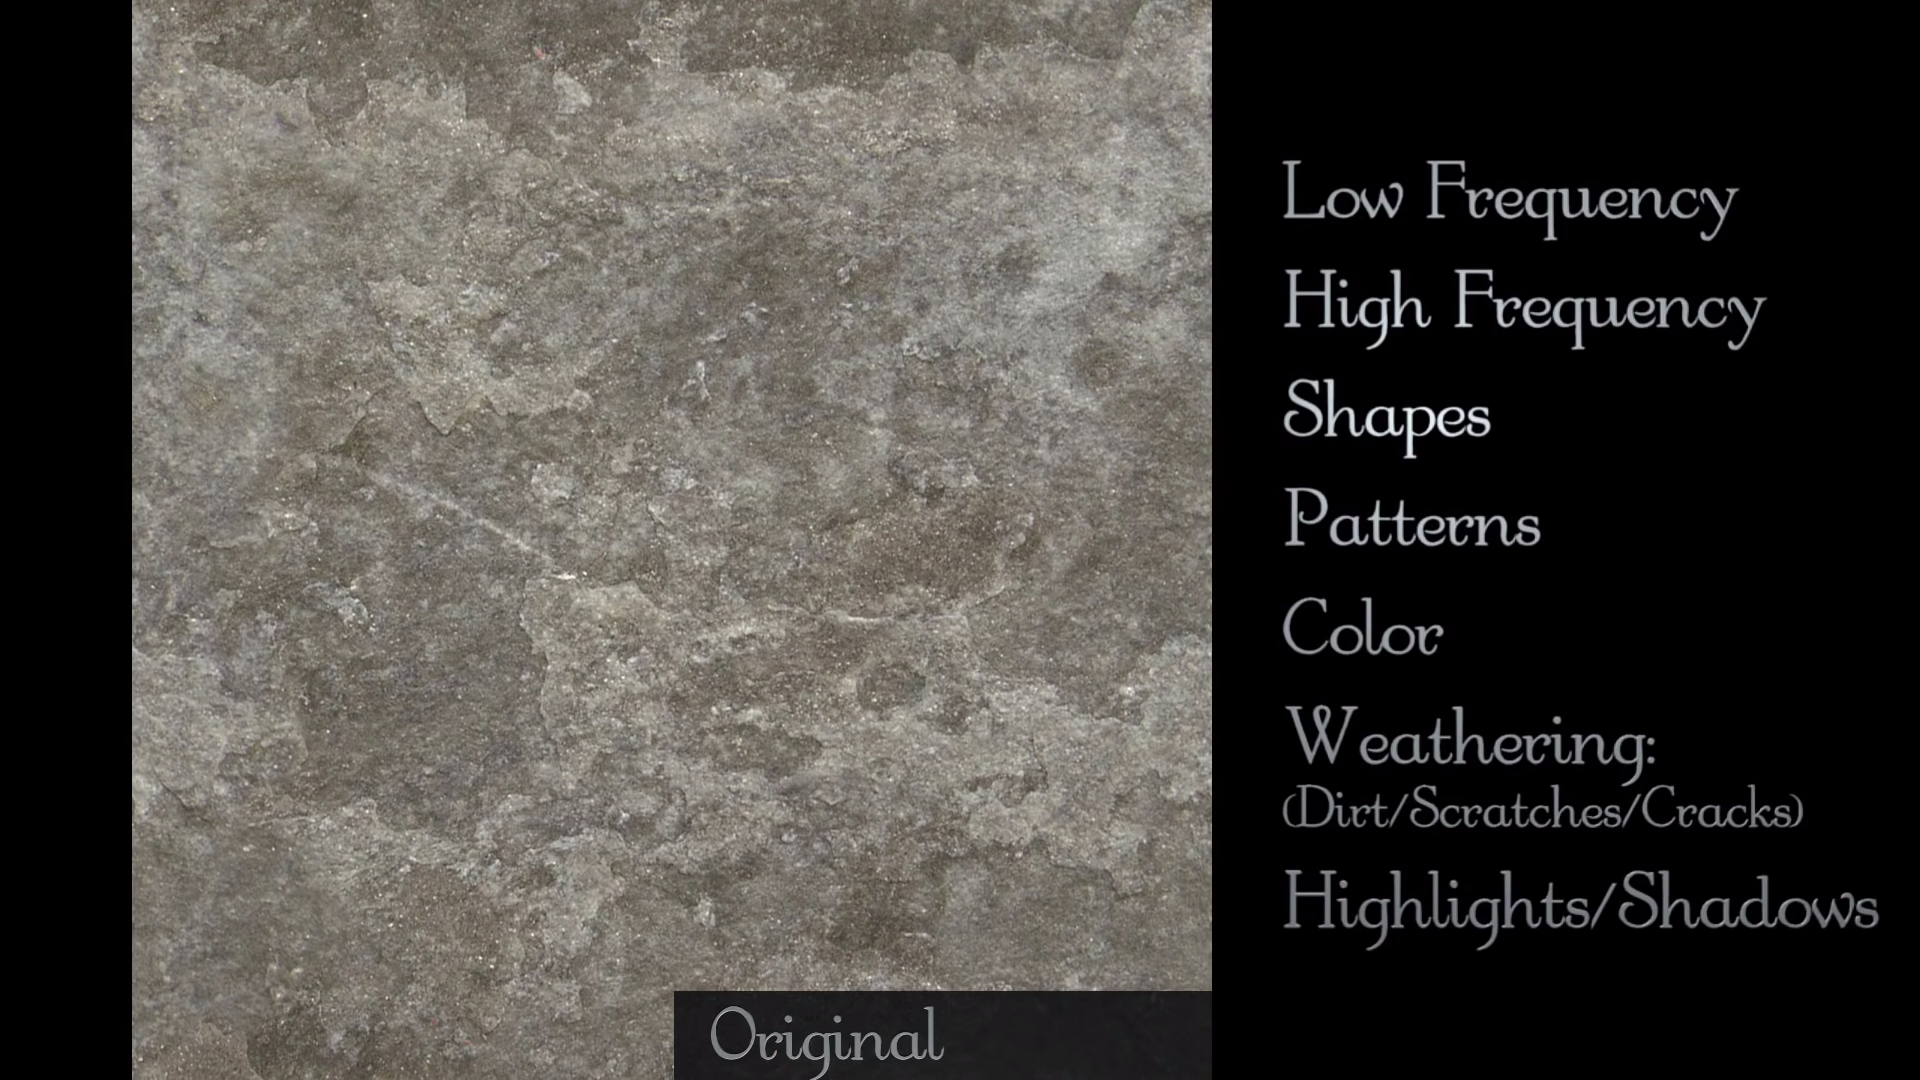 Low Frequency
High Frequency
Shapes
Patterns
Color
Weathering:
(Dirt/Scratches/Cracks)
Highlights/Shadows
Original